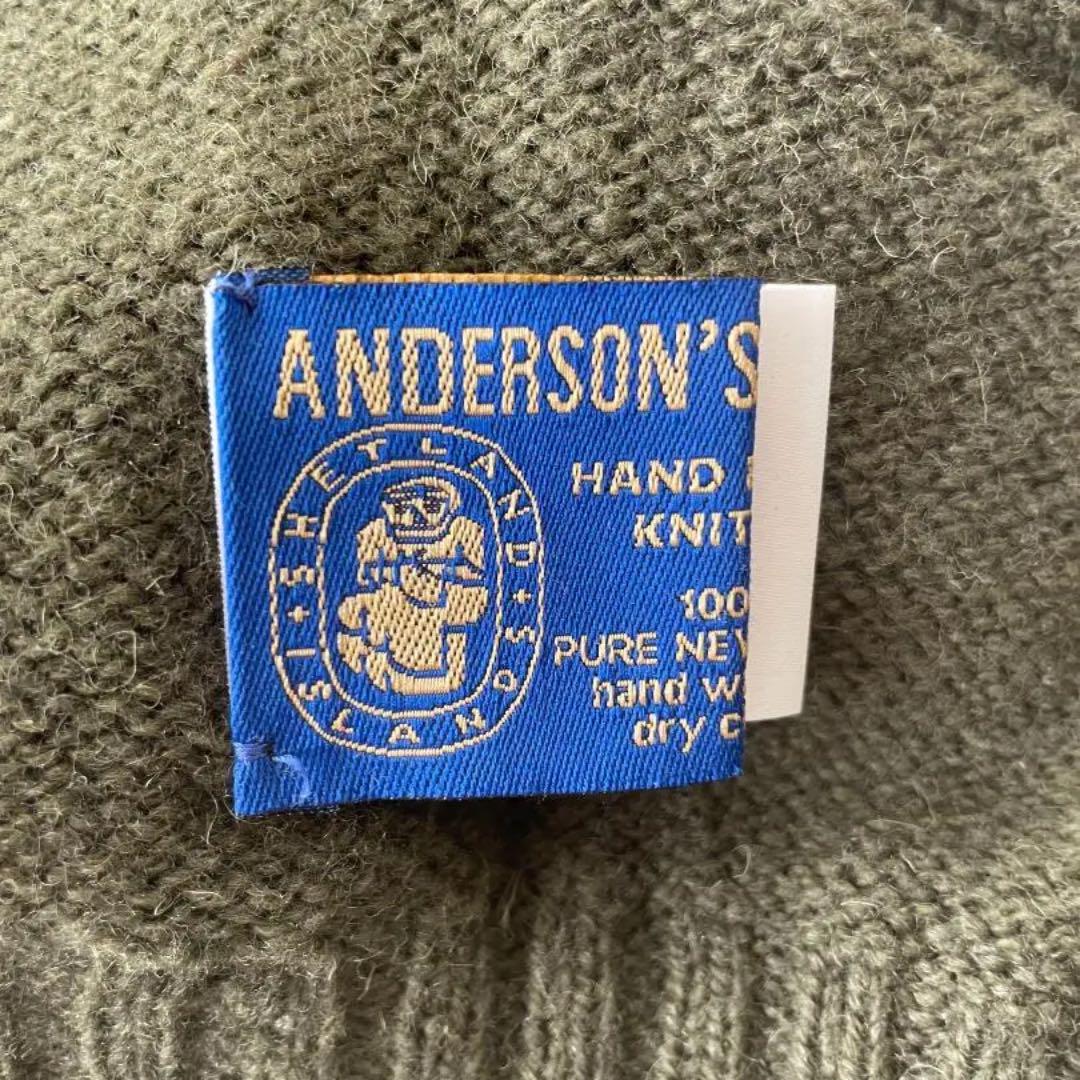 ANDERSON'S
SHETLAND + ISLANDS +
HAND
KNIT
100
PURE NEW
hand w
dry c